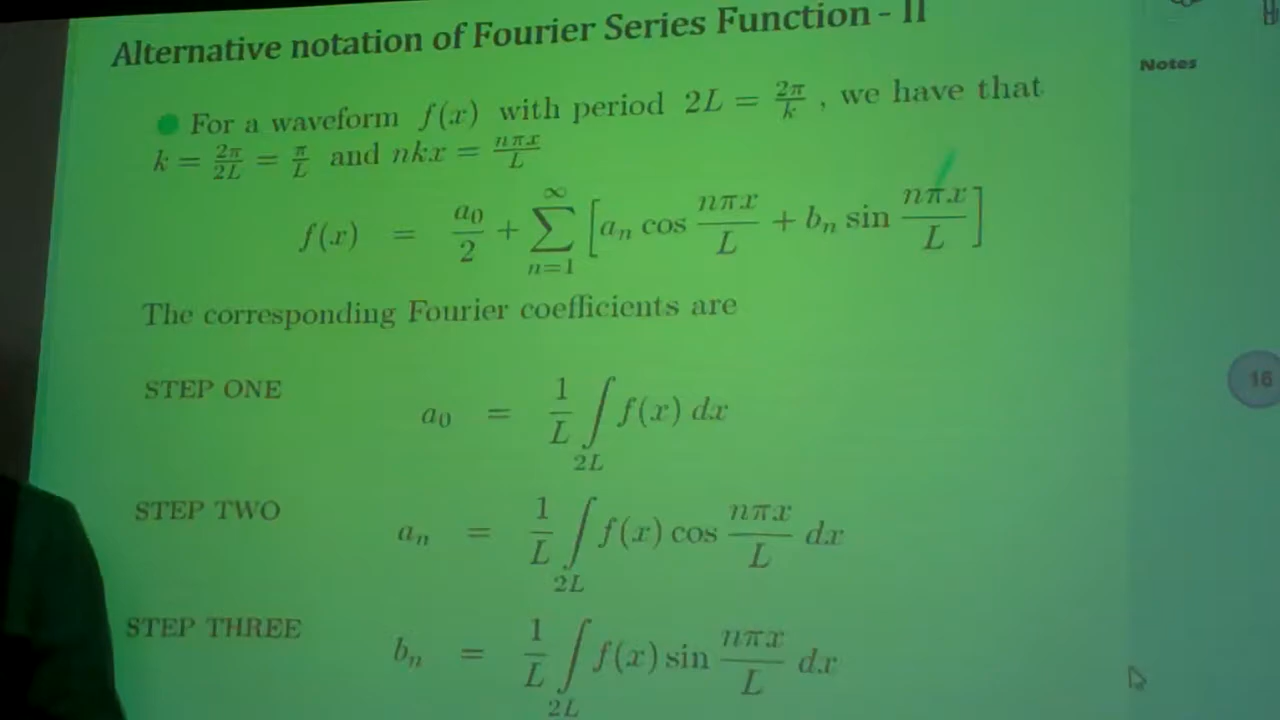 Alternative notation of Fourier Series Function - II
Notes
For a waveform f(x) with period 2L = 2π/k , we have that
k = 2π/2L = π/L and nkx = nπx/L
f(x) = a₀/2 + ∑_{n=1}^{∞} [aₙ cos nπx/L + bₙ sin nπx/L]
The corresponding Fourier coefficients are
16
STEP ONE a₀ = 1/L ∫_{2L} f(x) dx
STEP TWO aₙ = 1/L ∫_{2L} f(x) cos nπx/L dx
STEP THREE bₙ = 1/L ∫_{2L} f(x) sin nπx/L dx